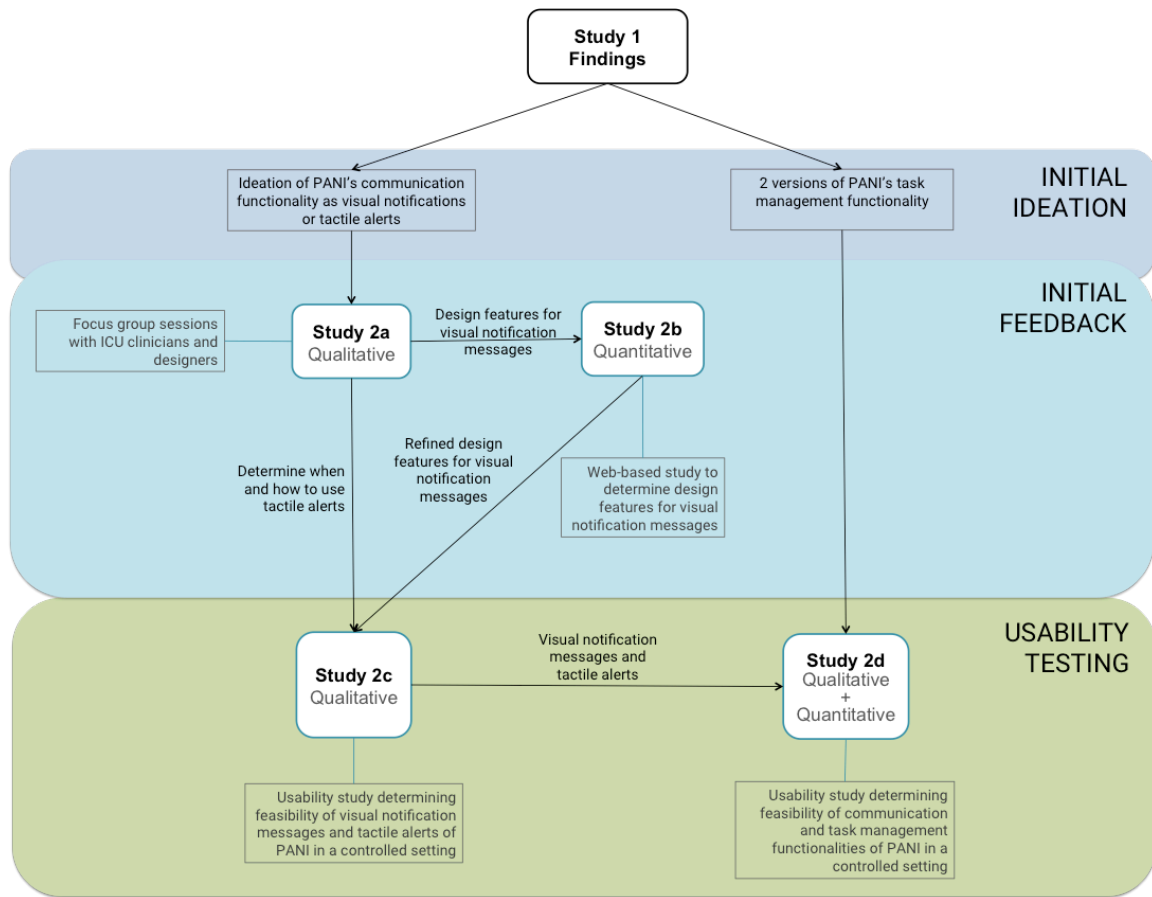 Study 1
Findings
INITIAL
IDEATION
Ideation of PANI's communication
functionality as visual notifications
or tactile alerts
2 versions of PANI's task
management functionality
INITIAL
FEEDBACK
Focus group sessions
with ICU clinicians and
designers
Study 2a
Qualitative
Design features for
visual notification
messages
Study 2b
Quantitative
Determine when
and how to use
tactile alerts
Refined design
features for visual
notification
messages
Web-based study to
determine design
features for visual
notification messages
USABILITY
TESTING
Study 2c
Qualitative
Visual notification
messages and
tactile alerts
Study 2d
Qualitative
+
Quantitative
Usability study determining
feasibility of visual notification
messages and tactile alerts of
PANI in a controlled setting
Usability study determining
feasibility of communication
and task management
functionalities of PANI in a
controlled setting